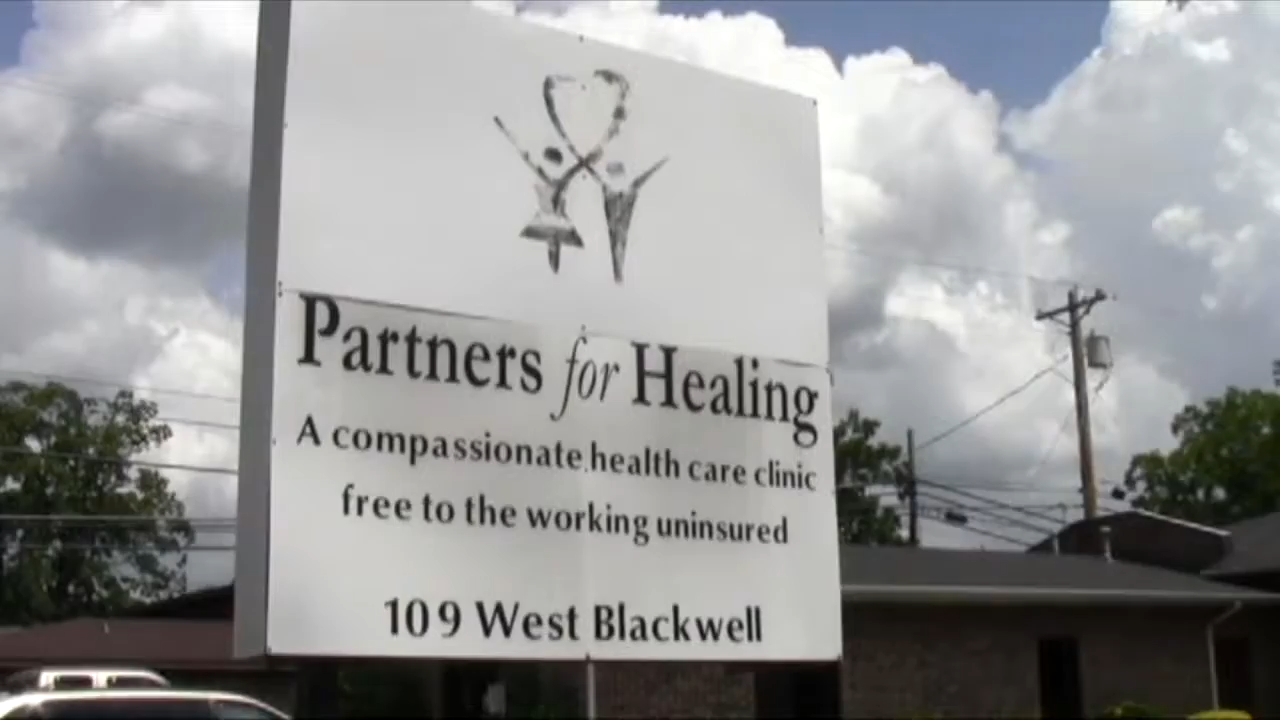 Partners for Healing
A compassionate health care clinic
free to the working uninsured
109 West Blackwell